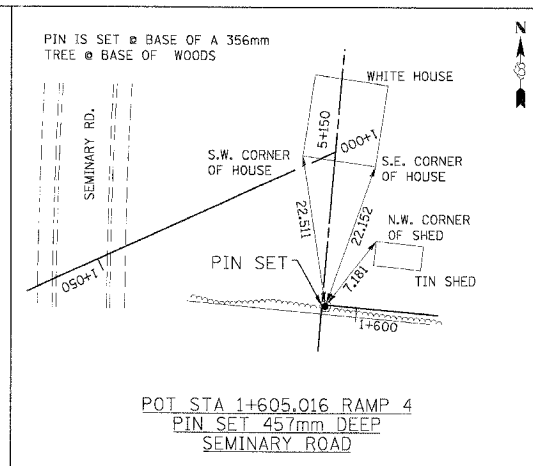 PIN IS SET @ BASE OF A 356mm
TREE @ BASE OF WOODS
N
WHITE HOUSE
SEMINARY RD.
5+150
1+000
S.W. CORNER
OF HOUSE
S.E. CORNER
OF HOUSE
22.511
22.152
N.W. CORNER
OF SHED
7.181
TIN SHED
PIN SET
1+050
1+600
POT STA 1+605.016 RAMP 4
PIN SET 457mm DEEP
SEMINARY ROAD